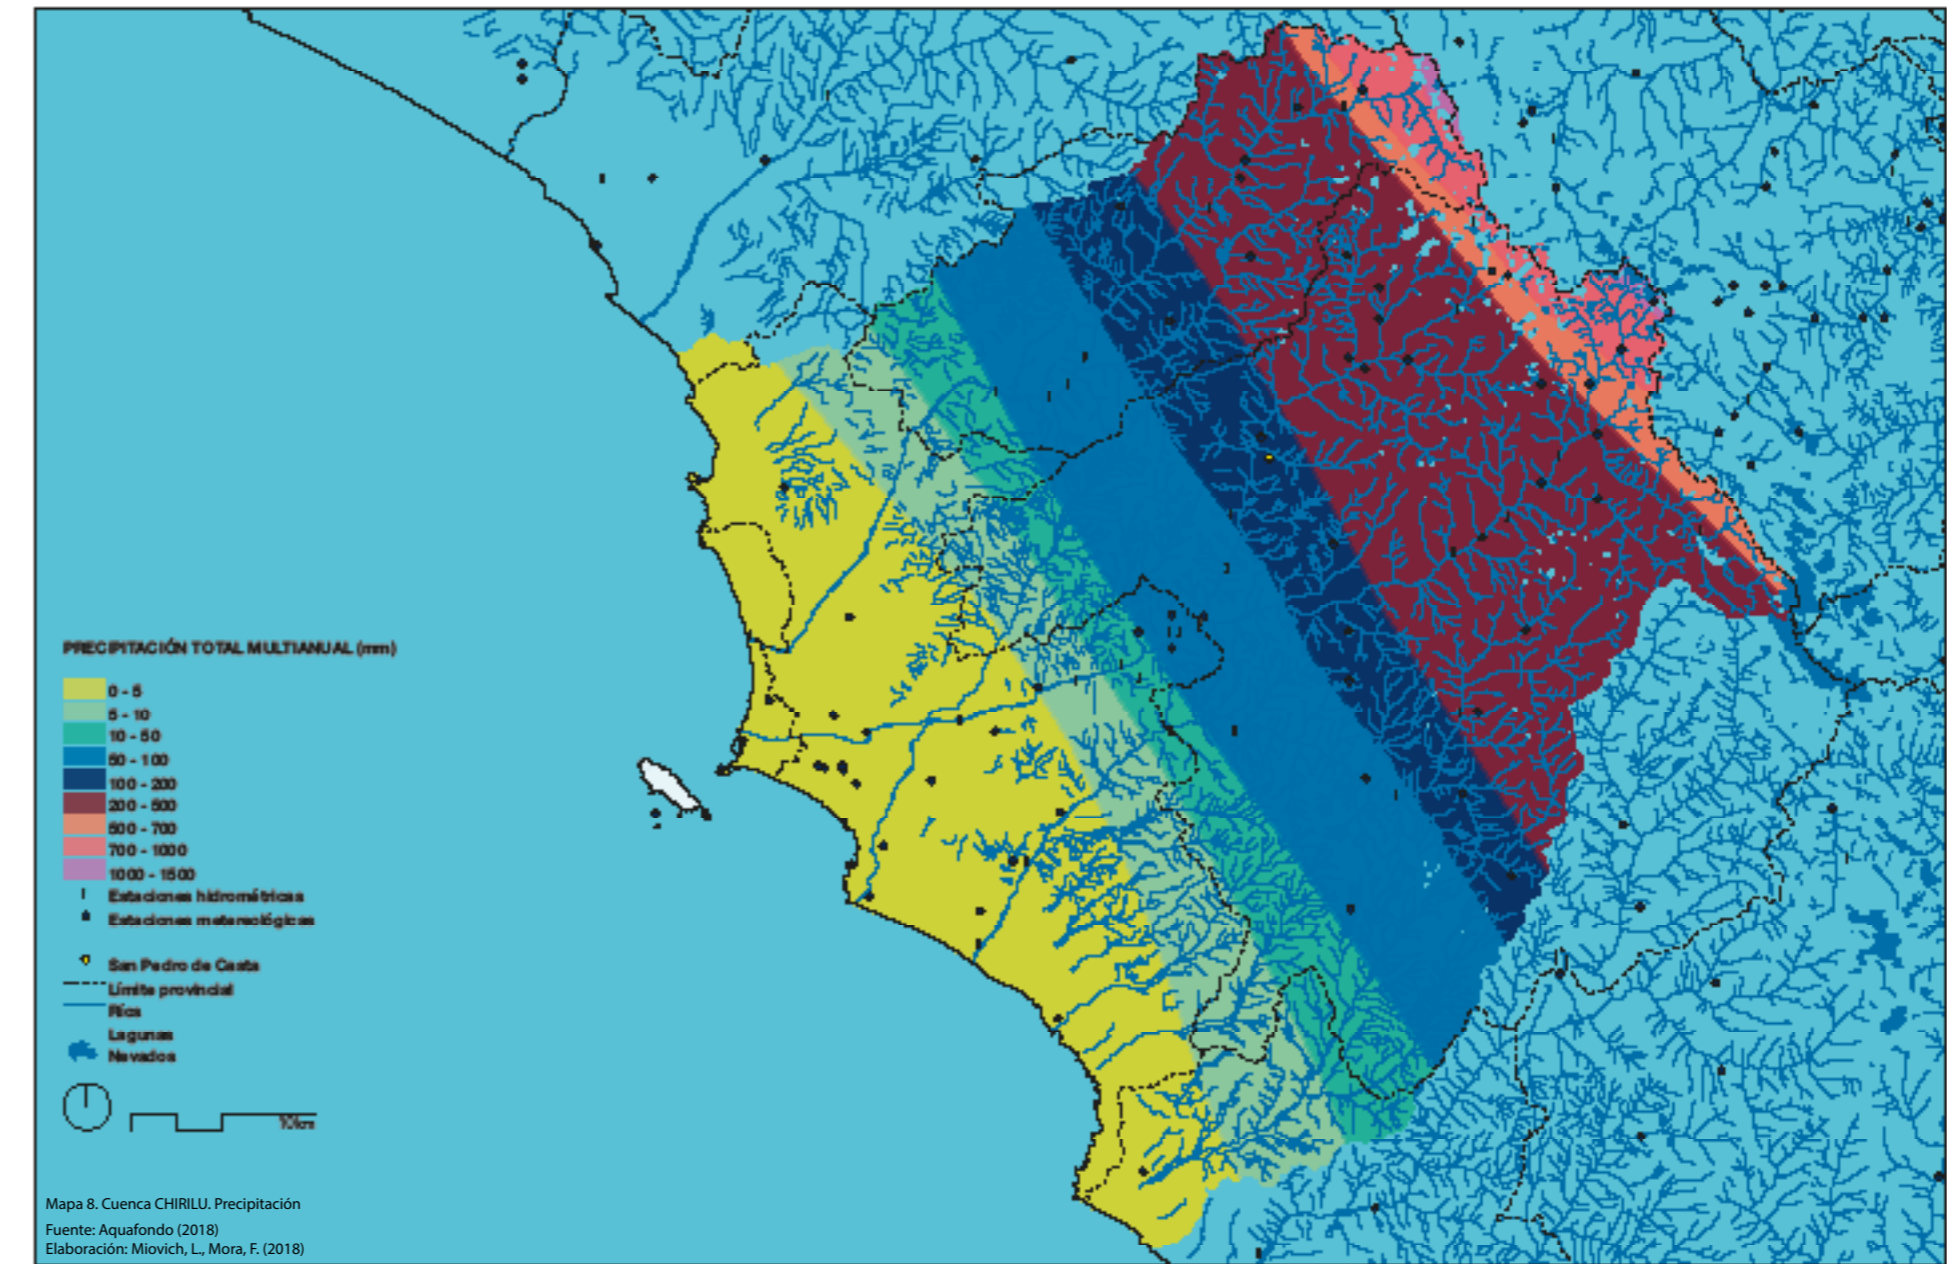 PRECIPITACIÓN TOTAL MULTIANUAL (mm)
0 - 5
5 - 10
10 - 50
50 - 100
100 - 200
200 - 500
500 - 700
700 - 1000
1000 - 1500
Estaciones hidrométricas
Estaciones metereológicas
San Pedro de Casta
Límite provincial
Ríos
Lagunas
Nevados
10km
Mapa 8. Cuenca CHIRILU. Precipitación
Fuente: Aquafondo (2018)
Elaboración: Miovich, L., Mora, F. (2018)